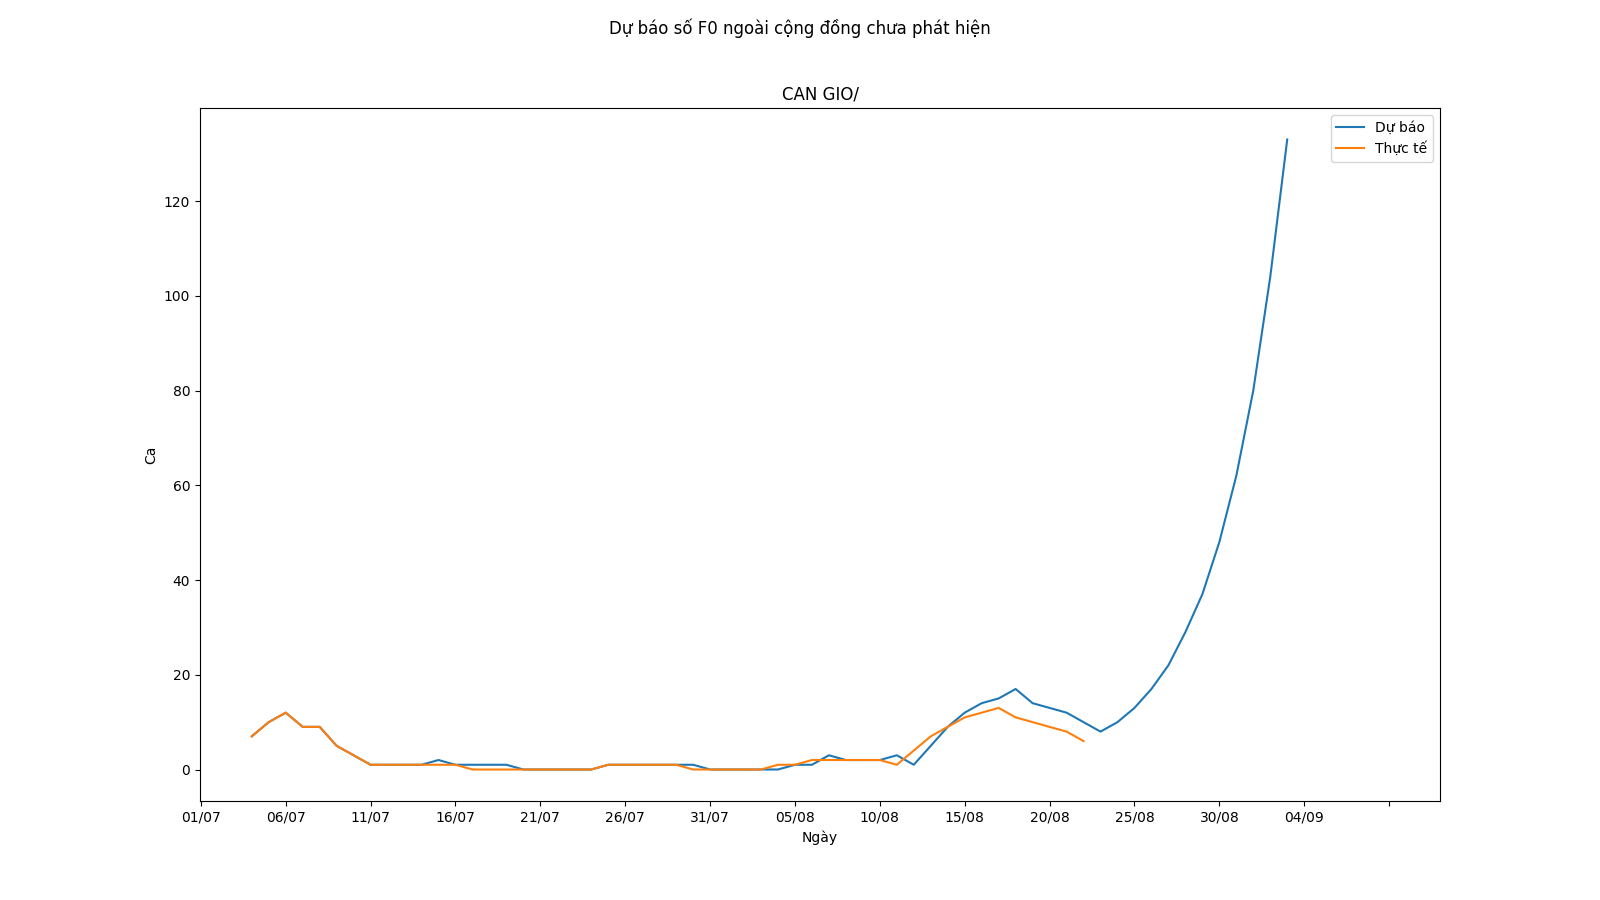 Dự báo số F0 ngoài cộng đồng chưa phát hiện
CAN GIO/
Dự báo
Thực tế
120
100
80
60
40
20
0
Ca
01/07 06/07 11/07 16/07 21/07 26/07 31/07 05/08 10/08 15/08 20/08 25/08 30/08 04/09
Ngày